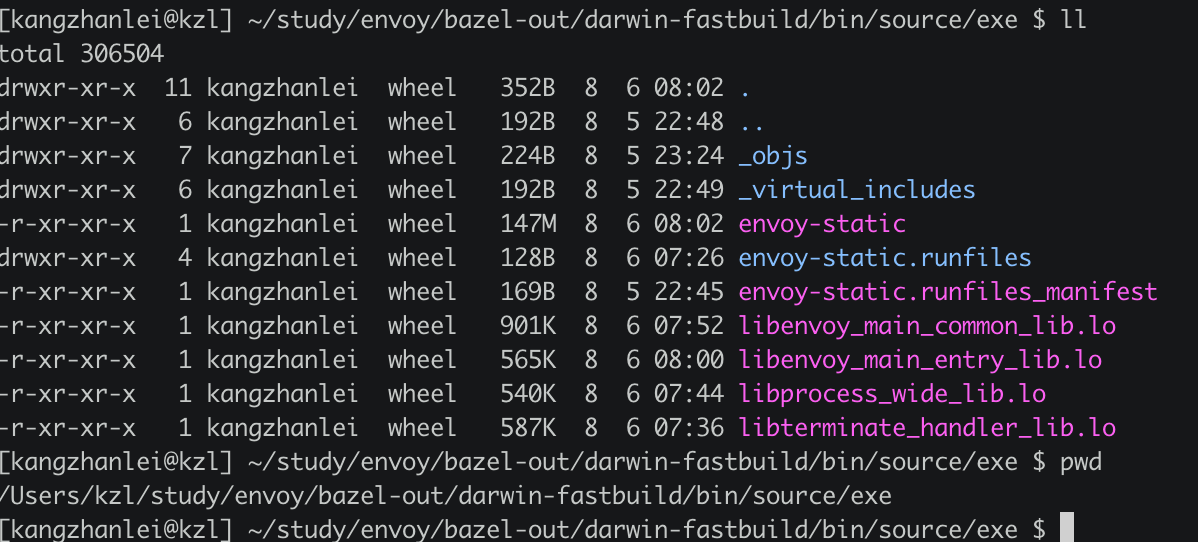 [kangzhanlei@kzl] ~/study/envoy/bazel-out/darwin-fastbuild/bin/source/exe $ ll
total 306504
drwxr-xr-x  11 kangzhanlei  wheel   352B  8  6 08:02 .
drwxr-xr-x   6 kangzhanlei  wheel   192B  8  5 22:48 ..
drwxr-xr-x   7 kangzhanlei  wheel   224B  8  5 23:24 _objs
drwxr-xr-x   6 kangzhanlei  wheel   192B  8  5 22:49 _virtual_includes
-r-xr-xr-x   1 kangzhanlei  wheel   147M  8  6 08:02 envoy-static
drwxr-xr-x   4 kangzhanlei  wheel   128B  8  6 07:26 envoy-static.runfiles
-r-xr-xr-x   1 kangzhanlei  wheel   169B  8  5 22:45 envoy-static.runfiles_manifest
-r-xr-xr-x   1 kangzhanlei  wheel   901K  8  6 07:52 libenvoy_main_common_lib.lo
-r-xr-xr-x   1 kangzhanlei  wheel   565K  8  6 08:00 libenvoy_main_entry_lib.lo
-r-xr-xr-x   1 kangzhanlei  wheel   540K  8  6 07:44 libprocess_wide_lib.lo
-r-xr-xr-x   1 kangzhanlei  wheel   587K  8  6 07:36 libterminate_handler_lib.lo
[kangzhanlei@kzl] ~/study/envoy/bazel-out/darwin-fastbuild/bin/source/exe $ pwd
/Users/kzl/study/envoy/bazel-out/darwin-fastbuild/bin/source/exe
[kangzhanlei@kzl] ~/study/envoy/bazel-out/darwin-fastbuild/bin/source/exe $